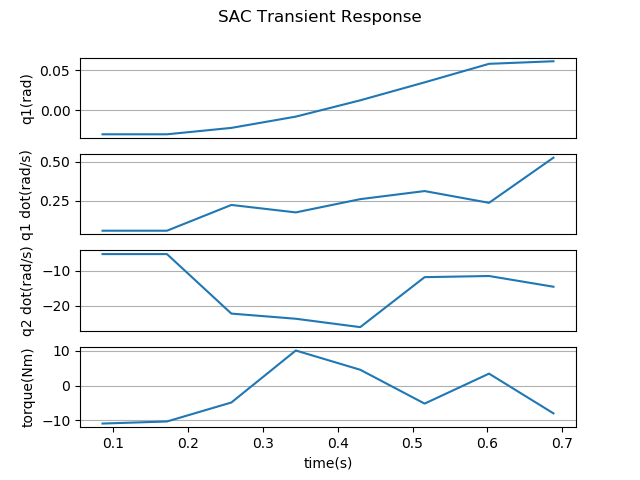 SAC Transient Response
0.05
0.00
q1(rad)
0.50
0.25
q1 dot(rad/s)
−10
−20
q2 dot(rad/s)
10
0
−10
torque(Nm)
0.1 0.2 0.3 0.4 0.5 0.6 0.7
time(s)